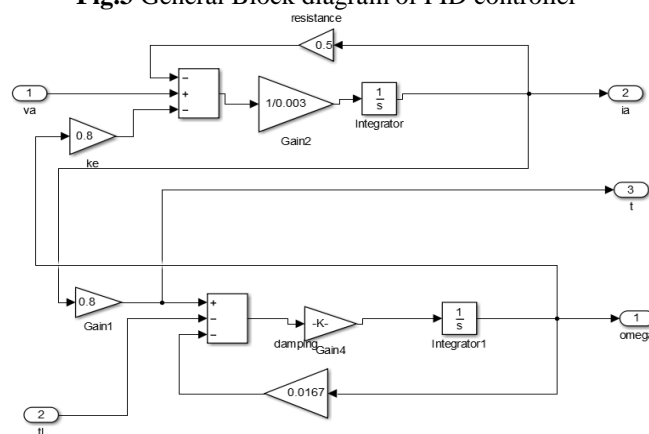 Fig.3 General Block diagram of PID controller
resistance
0.5
1
va
1/0.003
Gain2
1
s
Integrator
2
ia
0.8
ke
3
t
0.8
Gain1
-K-
damping
Gain4
1
s
Integrator1
1
omega
0.0167
2
tl